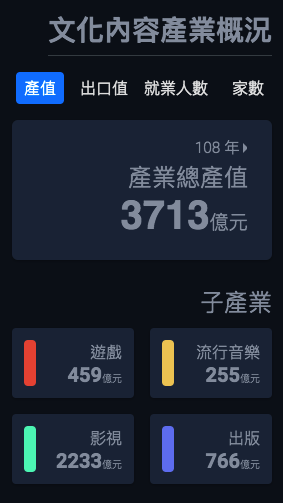 文化內容產業概況
產值 出口值 就業人數 家數
108 年
產業總產值
3713億元
子產業
遊戲 流行音樂
459億元 255億元
影視 出版
2233億元 766億元